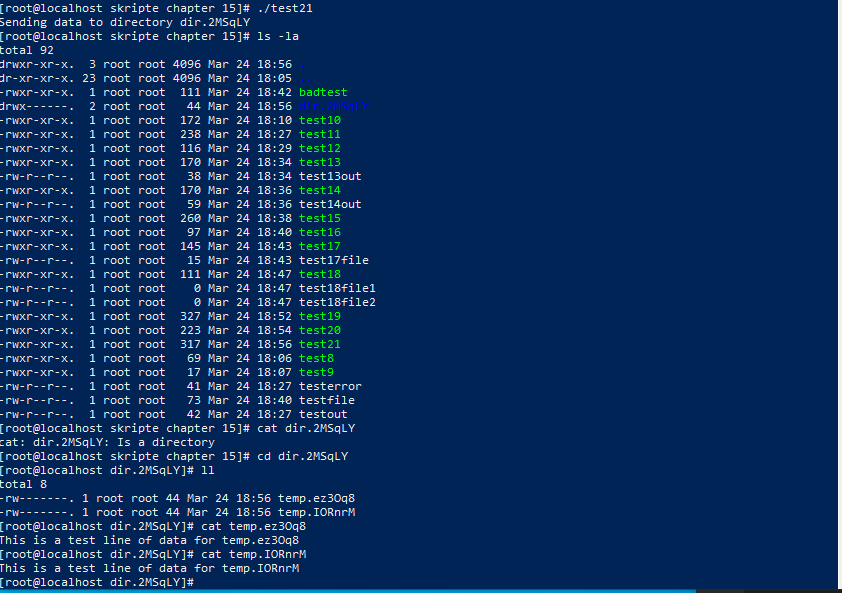 [root@localhost skripte chapter 15]# ./test21
Sending data to directory dir.2MSqLY
[root@localhost skripte chapter 15]# ls -la
total 92
drwxr-xr-x.  3 root root 4096 Mar 24 18:56 .
dr-xr-xr-x. 23 root root 4096 Mar 24 18:05 ..
-rwxr-xr-x.  1 root root  111 Mar 24 18:42 badtest
drwx------.  2 root root   44 Mar 24 18:56 dir.2MSqLY
-rwxr-xr-x.  1 root root  172 Mar 24 18:10 test10
-rwxr-xr-x.  1 root root  238 Mar 24 18:27 test11
-rwxr-xr-x.  1 root root  116 Mar 24 18:29 test12
-rwxr-xr-x.  1 root root  170 Mar 24 18:34 test13
-rw-r--r--.  1 root root   38 Mar 24 18:34 test13out
-rwxr-xr-x.  1 root root  170 Mar 24 18:36 test14
-rw-r--r--.  1 root root   59 Mar 24 18:36 test14out
-rwxr-xr-x.  1 root root  260 Mar 24 18:38 test15
-rwxr-xr-x.  1 root root   97 Mar 24 18:40 test16
-rwxr-xr-x.  1 root root  145 Mar 24 18:43 test17
-rw-r--r--.  1 root root   15 Mar 24 18:43 test17file
-rwxr-xr-x.  1 root root  111 Mar 24 18:47 test18
-rw-r--r--.  1 root root    0 Mar 24 18:47 test18file1
-rw-r--r--.  1 root root    0 Mar 24 18:47 test18file2
-rwxr-xr-x.  1 root root  327 Mar 24 18:52 test19
-rwxr-xr-x.  1 root root  223 Mar 24 18:54 test20
-rwxr-xr-x.  1 root root  317 Mar 24 18:56 test21
-rwxr-xr-x.  1 root root   69 Mar 24 18:06 test8
-rwxr-xr-x.  1 root root   17 Mar 24 18:07 test9
-rw-r--r--.  1 root root   41 Mar 24 18:27 testerror
-rw-r--r--.  1 root root   73 Mar 24 18:40 testfile
-rw-r--r--.  1 root root   42 Mar 24 18:27 testout
[root@localhost skripte chapter 15]# cat dir.2MSqLY
cat: dir.2MSqLY: Is a directory
[root@localhost skripte chapter 15]# cd dir.2MSqLY
[root@localhost dir.2MSqLY]# ll
total 8
-rw-------. 1 root root 44 Mar 24 18:56 temp.ez3Oq8
-rw-------. 1 root root 44 Mar 24 18:56 temp.IORnrM
[root@localhost dir.2MSqLY]# cat temp.ez3Oq8
This is a test line of data for temp.ez3Oq8
[root@localhost dir.2MSqLY]# cat temp.IORnrM
This is a test line of data for temp.IORnrM
[root@localhost dir.2MSqLY]#